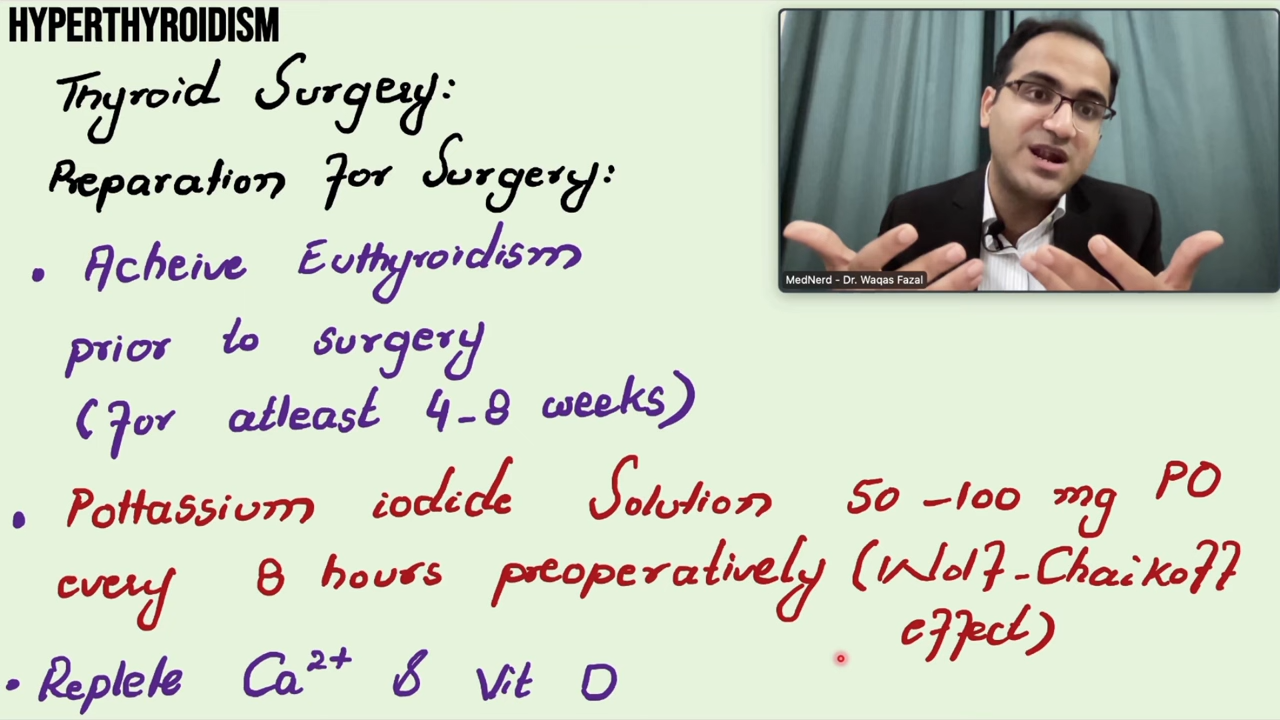 HYPERTHYROIDISM
Thyroid Surgery:
Preparation for Surgery:
• Acheive Euthyroidism
prior to surgery
(for atleast 4-8 weeks)
• Pottassium iodide Solution 50-100 mg PO
every 8 hours preoperatively (Wolf-Chaikoff
effect)
• Replete Ca²⁺ & Vit D
MedNerd - Dr. Waqas Fazal